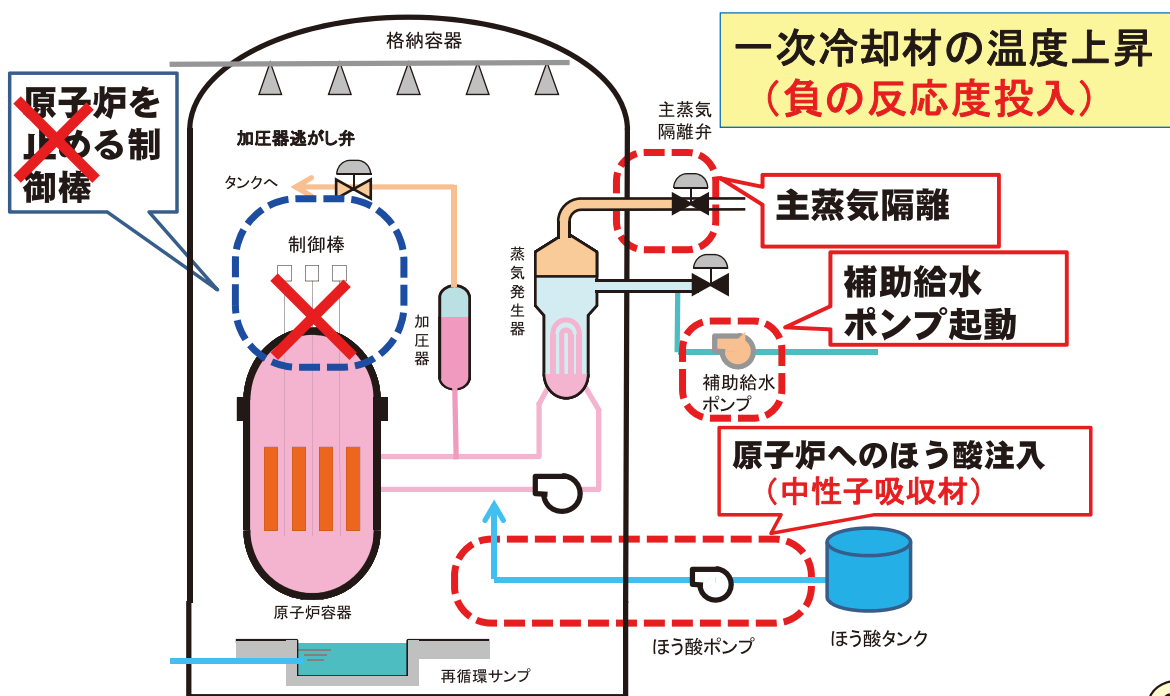 格納容器
一次冷却材の温度上昇
(負の反応度投入)
原子炉を
止める制
御棒
加圧器逃がし弁
タンクへ
主蒸気
隔離弁
主蒸気隔離
制御棒
蒸気発生器
加圧器
補助給水
ポンプ起動
補助給水
ポンプ
原子炉へのほう酸注入
(中性子吸収材)
原子炉容器
ほう酸ポンプ
ほう酸タンク
再循環サンプ